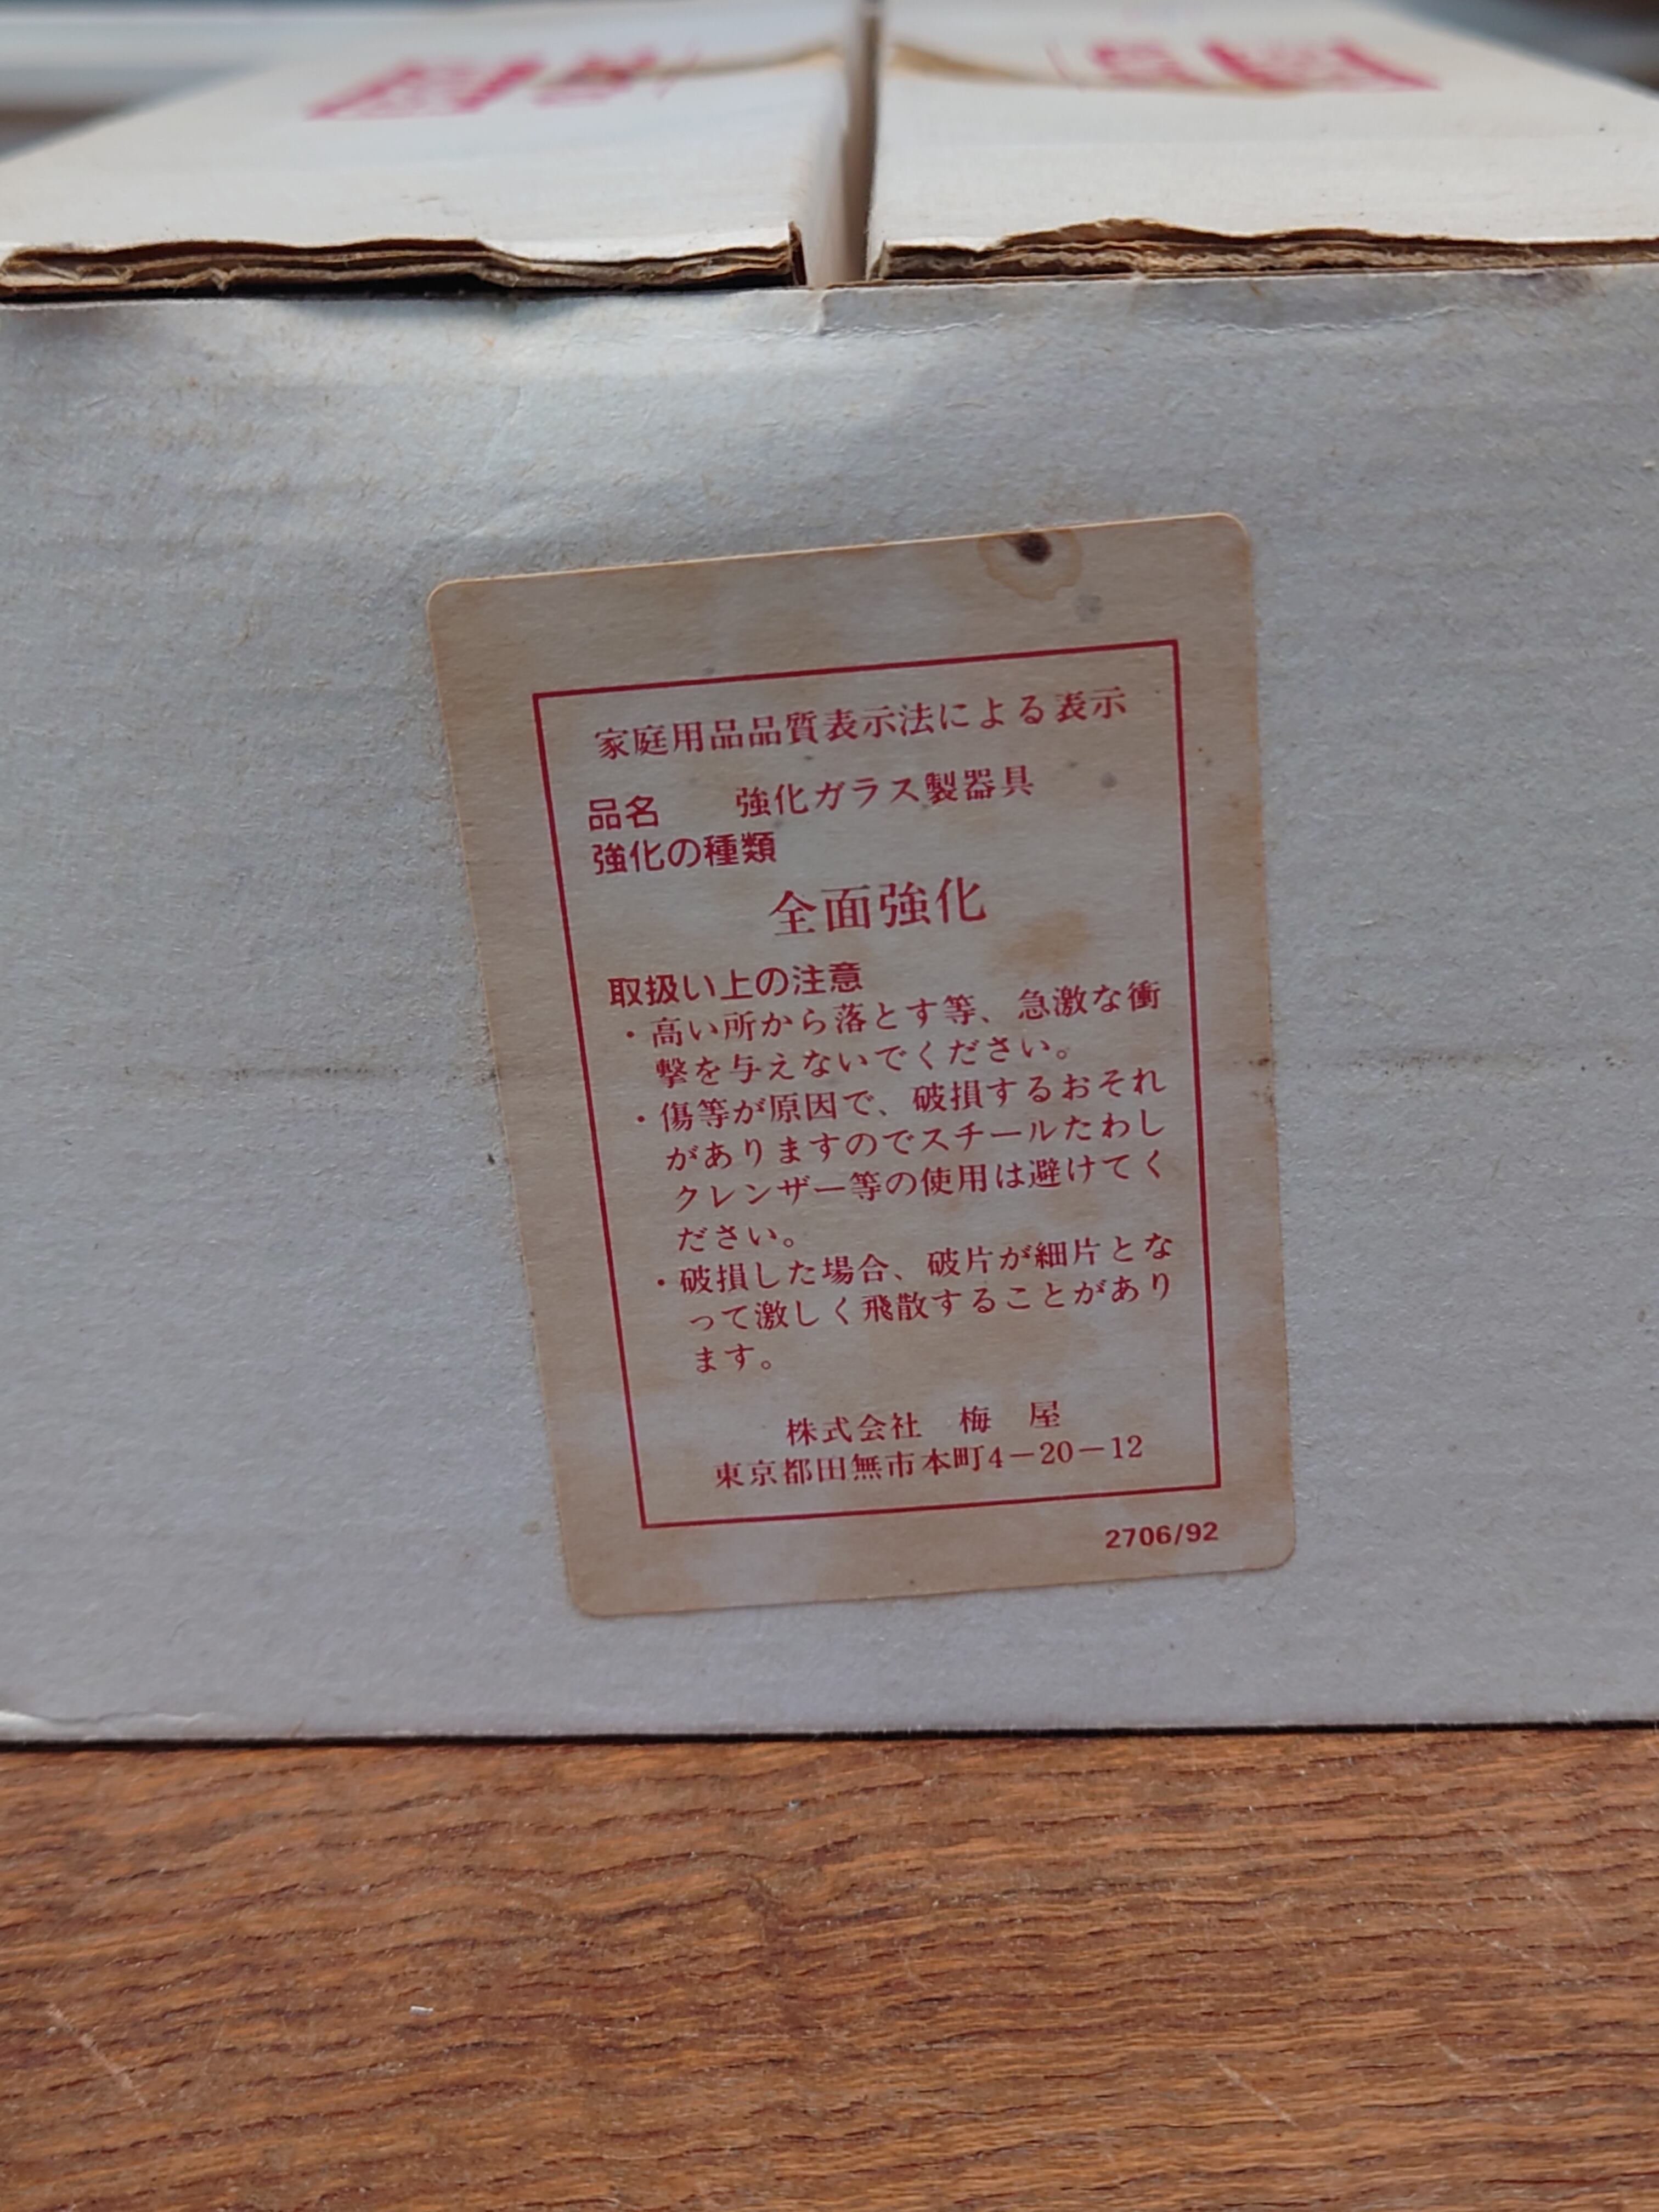 家庭用品品質表示法による表示
品名　　強化ガラス製器具
強化の種類
全面強化
取扱い上の注意
・高い所から落とす等、急激な衝
撃を与えないでください。
・傷等が原因で、破損するおそれ
がありますのでスチールたわし
クレンザー等の使用は避けてく
ださい。
・破損した場合、破片が細片とな
って激しく飛散することがあり
ます。
株式会社　梅　屋
東京都田無市本町4－20－12
2706/92